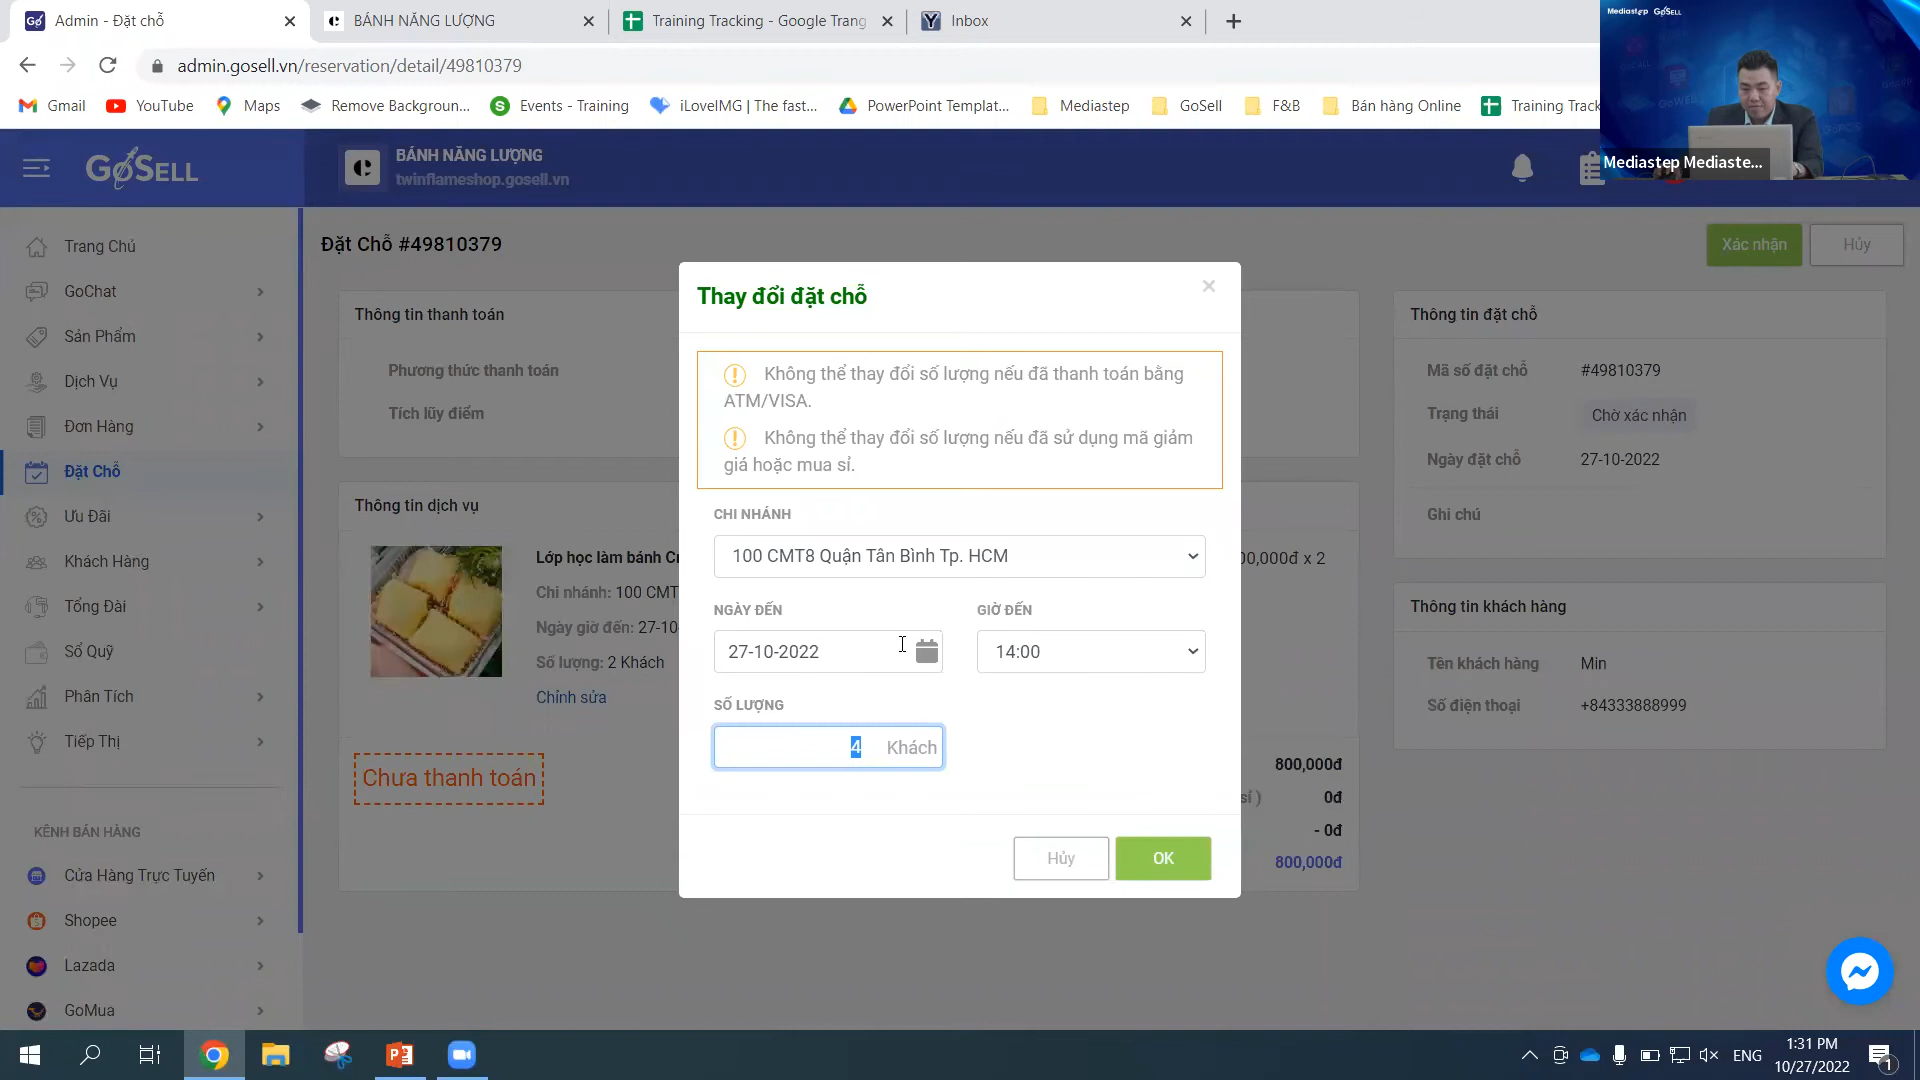 Admin - Đặt chỗ
BÁNH NĂNG LƯỢNG
Training Tracking - Google Trang
Inbox
admin.gosell.vn/reservation/detail/49810379
Gmail
YouTube
Maps
Remove Backgroun...
Events - Training
iLoveIMG | The fast...
PowerPoint Templat...
Mediastep
GoSell
F&B
Bán hàng Online
Training Track
Mediastep GoSELL
Mediastep Mediaste...
GoSELL
BÁNH NĂNG LƯỢNG
twinflameshop.gosell.vn
Trang Chủ
GoChat
Sản Phẩm
Dịch Vụ
Đơn Hàng
Đặt Chỗ
Ưu Đãi
Khách Hàng
Tổng Đài
Sổ Quỹ
Phân Tích
Tiếp Thị
KÊNH BÁN HÀNG
Cửa Hàng Trực Tuyến
Shopee
Lazada
GoMua
Đặt Chỗ #49810379
Xác nhận
Hủy
Thông tin thanh toán
Phương thức thanh toán
Tích lũy điểm
Thông tin dịch vụ
Lớp học làm bánh C
Chi nhánh: 100 CMT
Ngày giờ đến: 27-10
Số lượng: 2 Khách
Chỉnh sửa
Chưa thanh toán
00,000đ x 2
800,000đ
sỉ ) 0đ
- 0đ
800,000đ
Thay đổi đặt chỗ
×
Không thể thay đổi số lượng nếu đã thanh toán bằng
ATM/VISA.
Không thể thay đổi số lượng nếu đã sử dụng mã giảm
giá hoặc mua sỉ.
CHI NHÁNH
100 CMT8 Quận Tân Bình Tp. HCM
NGÀY ĐẾN
GIỜ ĐẾN
27-10-2022
14:00
SỐ LƯỢNG
4 Khách
Hủy
OK
Thông tin đặt chỗ
Mã số đặt chỗ #49810379
Trạng thái Chờ xác nhận
Ngày đặt chỗ 27-10-2022
Ghi chú
Thông tin khách hàng
Tên khách hàng Min
Số điện thoại +84333888999
ENG
1:31 PM
10/27/2022
1